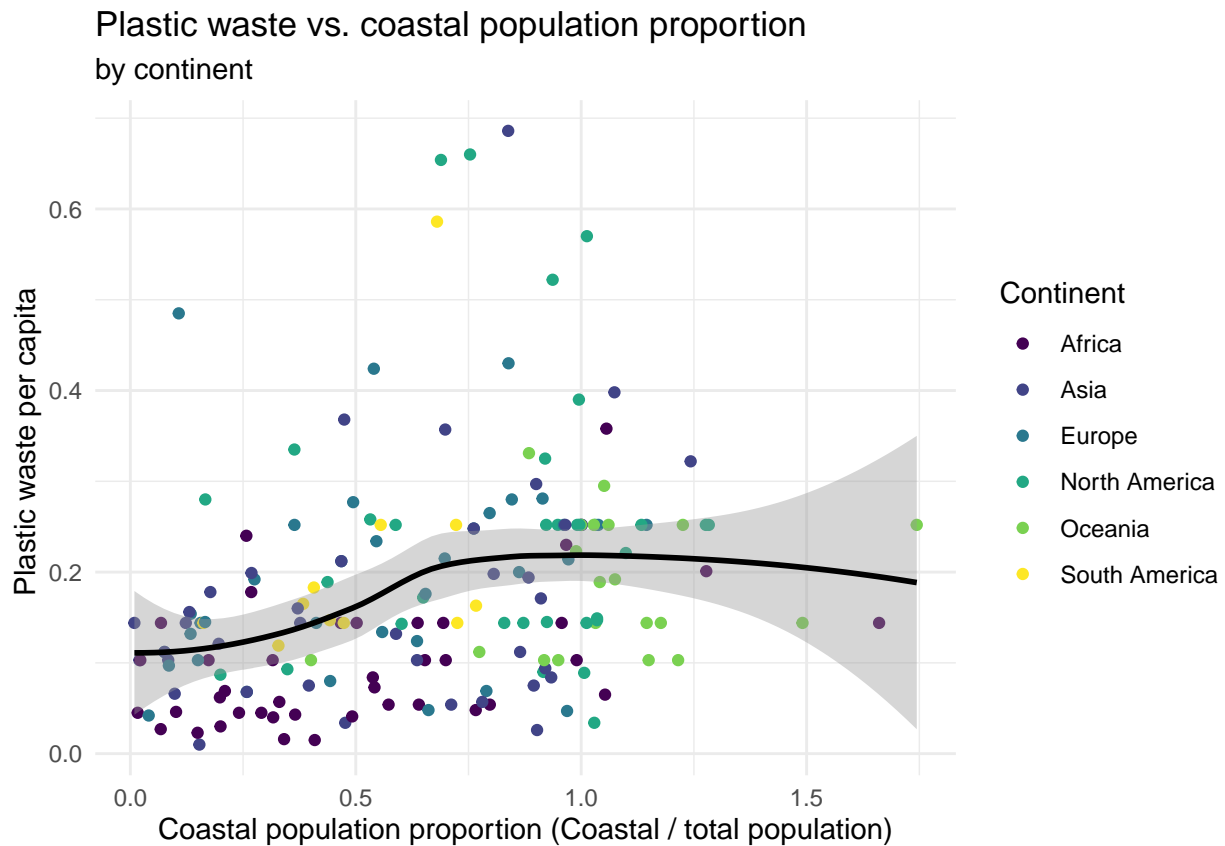 Plastic waste vs. coastal population proportion
by continent
Plastic waste per capita
0.6
0.4
0.2
0.0
0.0
0.5
1.0
1.5
Coastal population proportion (Coastal / total population)
Continent
Africa
Asia
Europe
North America
Oceania
South America